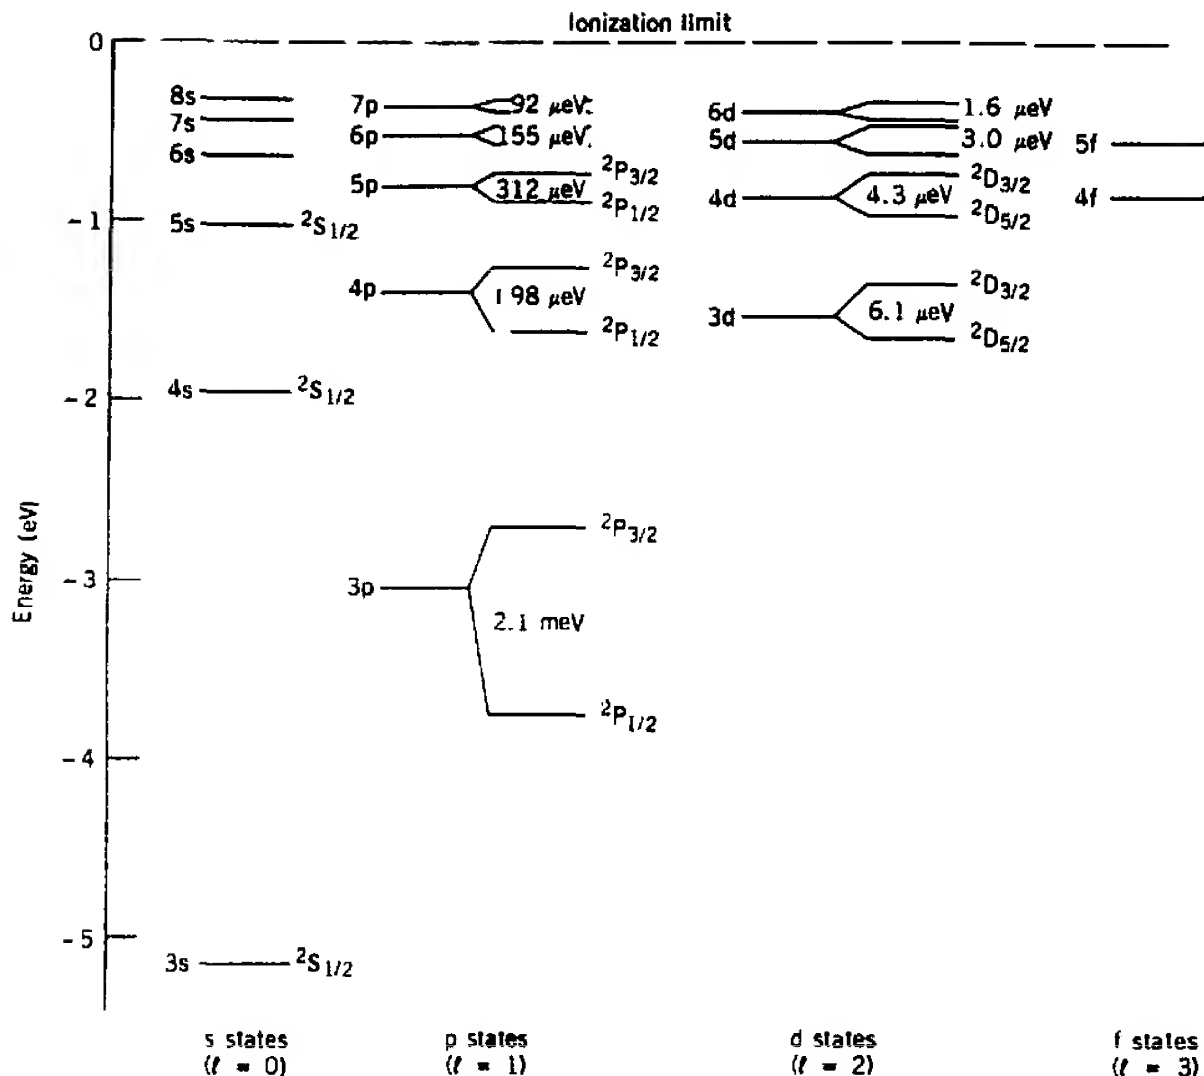 Ionization limit
0
8s
7s
6s
5s ²S1/2
-1
4s ²S1/2
-2
-3
-4
-5
3s ²S1/2
7p 92 μeV
6p 155 μeV
5p 312 μeV ²P3/2
²P1/2
4p 198 μeV ²P3/2
²P1/2
3p 2.1 meV ²P3/2
²P1/2
6d 1.6 μeV
5d 3.0 μeV
4d 4.3 μeV ²D3/2
²D5/2
3d 6.1 μeV ²D3/2
²D5/2
5f
4f
Energy (eV)
s states
(ℓ = 0)
p states
(ℓ = 1)
d states
(ℓ = 2)
f states
(ℓ = 3)